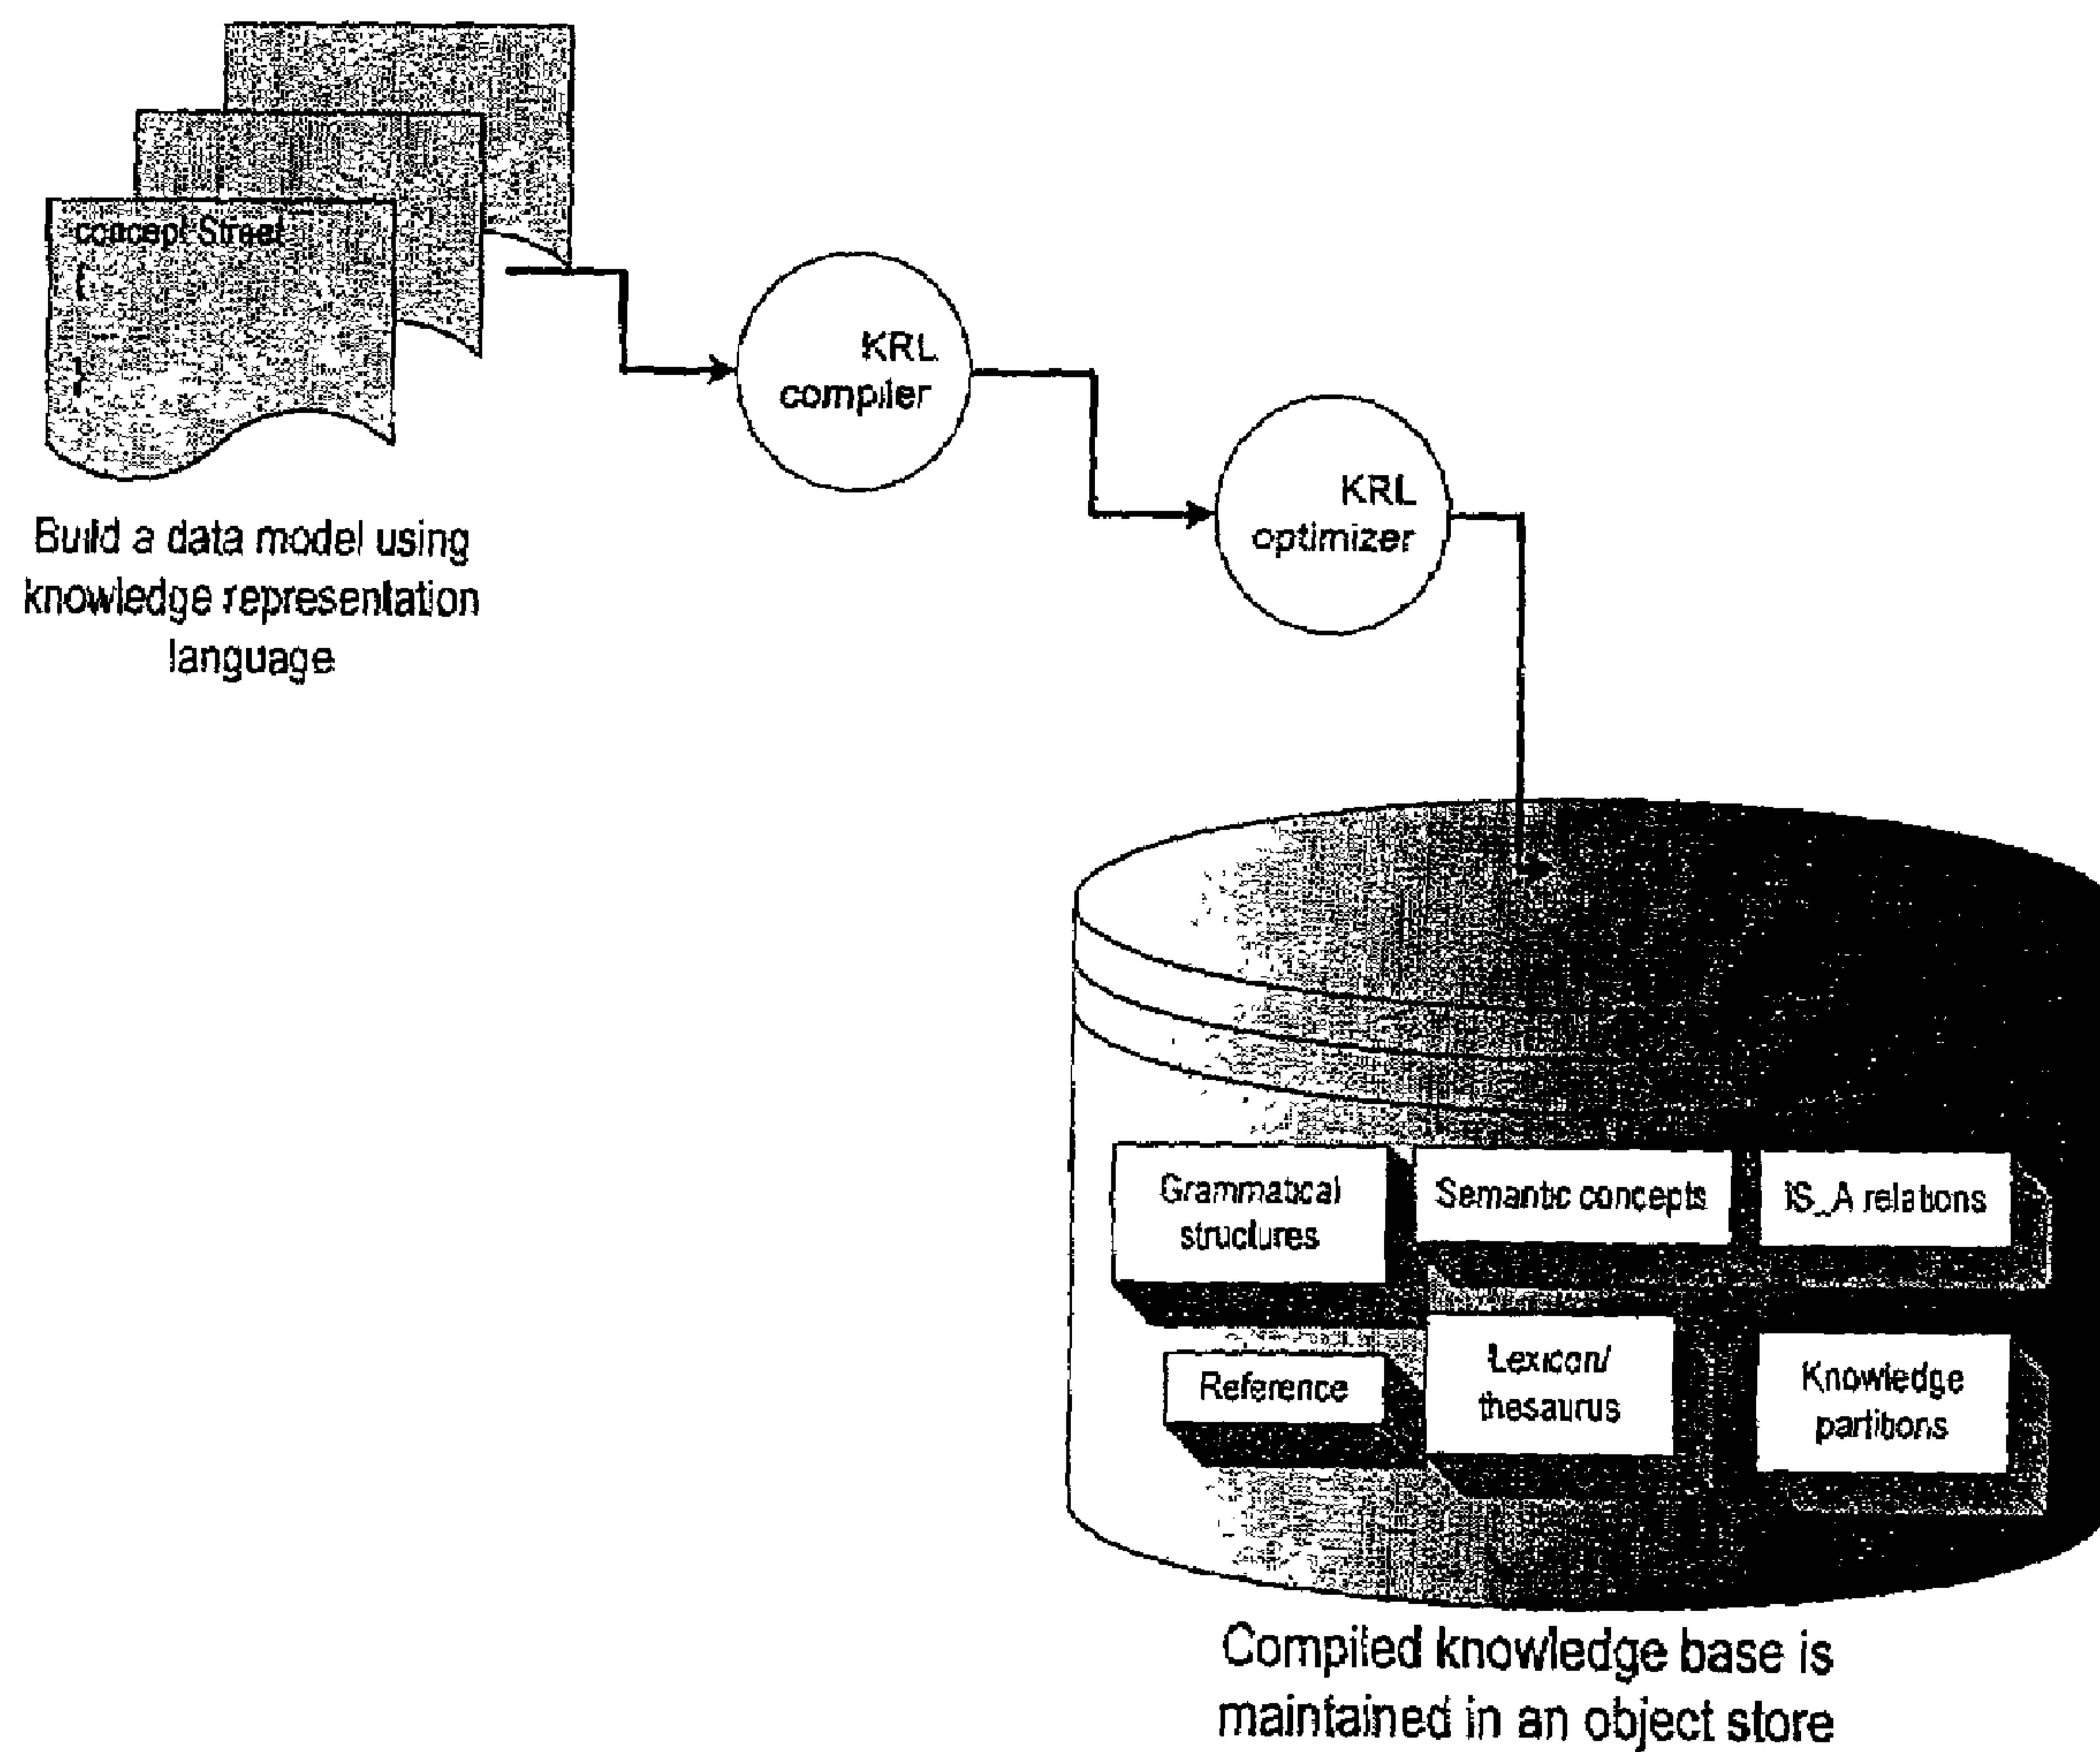 concept Street
{
}
Build a data model using
knowledge representation
language
KRL
compiler
KRL
optimizer
Grammatical
structures
Semantic concepts
IS_A relations
Reference
Lexicon/
thesaurus
Knowledge
partitions
Compiled knowledge base is
maintained in an object store